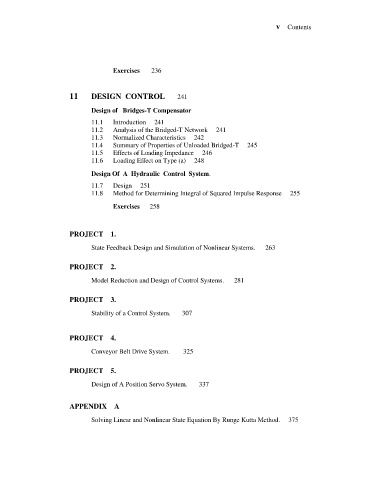 v Contents
Exercises 236
11 DESIGN CONTROL 241
Design of Bridges-T Compensator
11.1 Introduction 241
11.2 Analysis of the Bridged-T Network 241
11.3 Normalized Characteristics 242
11.4 Summary of Properties of Unloaded Bridged-T 245
11.5 Effects of Loading Impedance 246
11.6 Loading Effect on Type (a) 248
Design Of A Hydraulic Control System.
11.7 Design 251
11.8 Method for Determining Integral of Squared Impulse Response 255
Exercises 258
PROJECT 1.
State Feedback Design and Simulation of Nonlinear Systems. 263
PROJECT 2.
Model Reduction and Design of Control Systems. 281
PROJECT 3.
Stability of a Control System. 307
PROJECT 4.
Conveyor Belt Drive System. 325
PROJECT 5.
Design of A Position Servo System. 337
APPENDIX A
Solving Linear and Nonlinear State Equation By Runge Kutta Method. 375